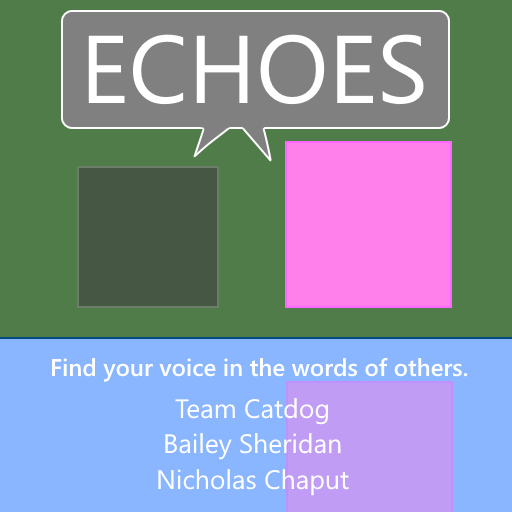 ECHOES
Find your voice in the words of others.
Team Catdog
Bailey Sheridan
Nicholas Chaput